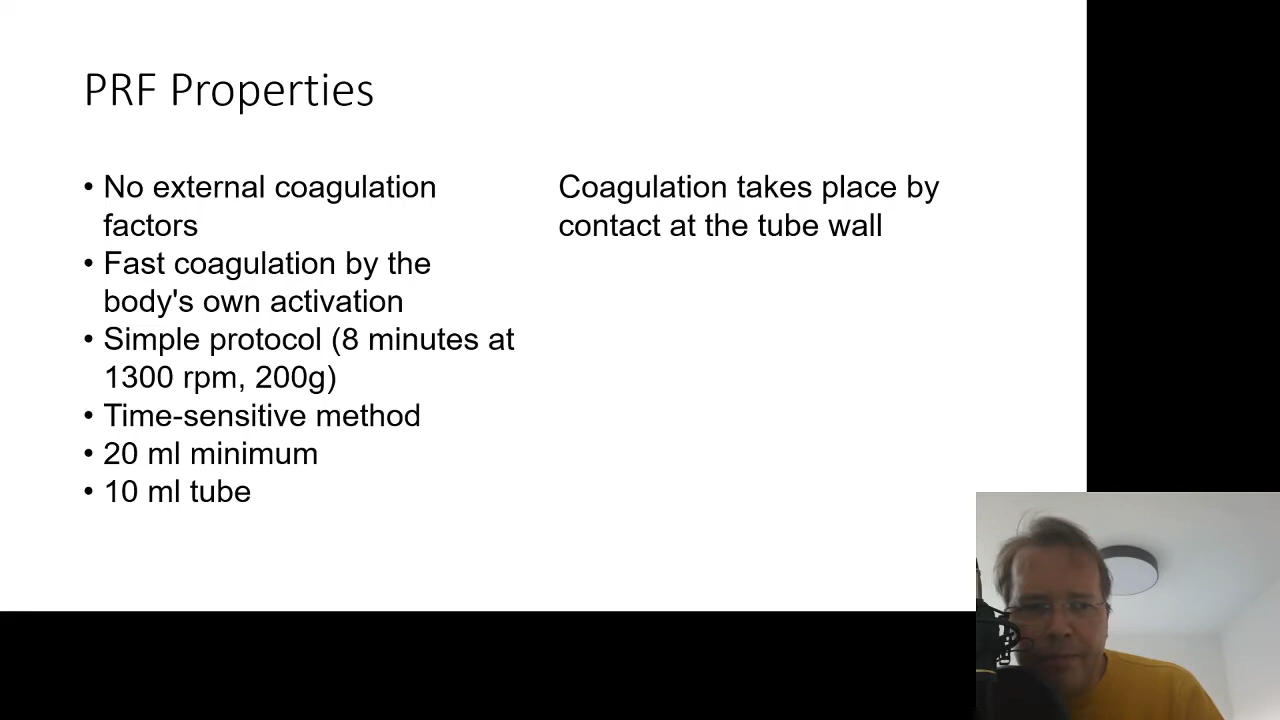 PRF Properties
• No external coagulation
factors
• Fast coagulation by the
body's own activation
• Simple protocol (8 minutes at
1300 rpm, 200g)
• Time-sensitive method
• 20 ml minimum
• 10 ml tube
Coagulation takes place by
contact at the tube wall